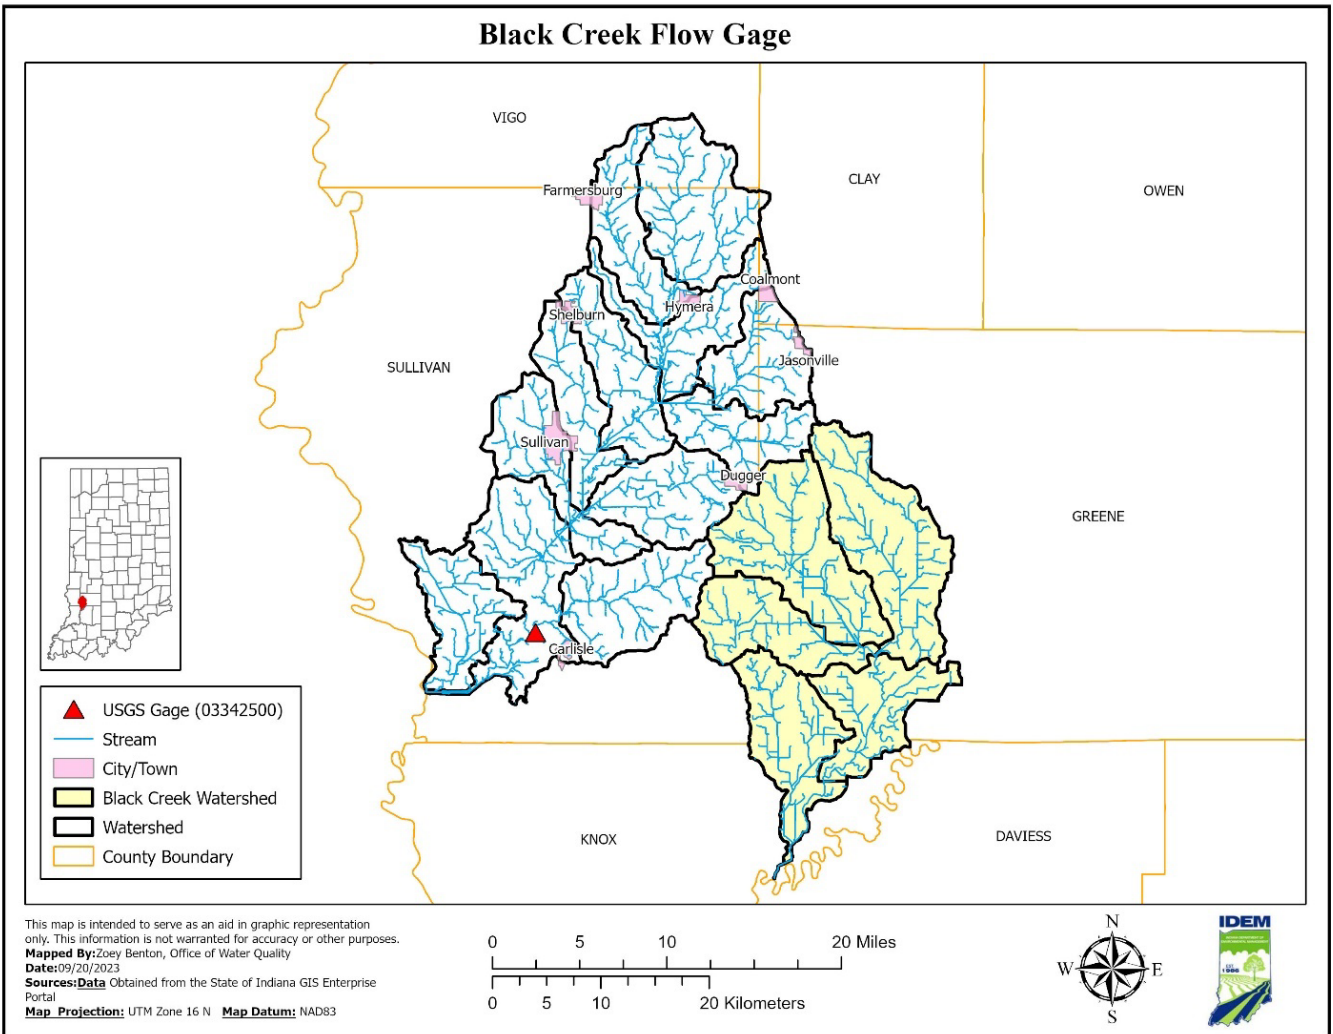 Black Creek Flow Gage
VIGO
CLAY
OWEN
Farmersburg
Coalmont
Hymera
Shelburn
Jasonville
SULLIVAN
Sullivan
Dugger
GREENE
Carlisle
KNOX
DAVIESS
USGS Gage (03342500)
Stream
City/Town
Black Creek Watershed
Watershed
County Boundary
This map is intended to serve as an aid in graphic representation
only. This information is not warranted for accuracy or other purposes.
Mapped By:Zoey Benton, Office of Water Quality
Date:09/20/2023
Sources:Data Obtained from the State of Indiana GIS Enterprise
Portal
Map Projection: UTM Zone 16 N Map Datum: NAD83
0 5 10 20 Miles
0 5 10 20 Kilometers
N
W E
S
IDEM
1986